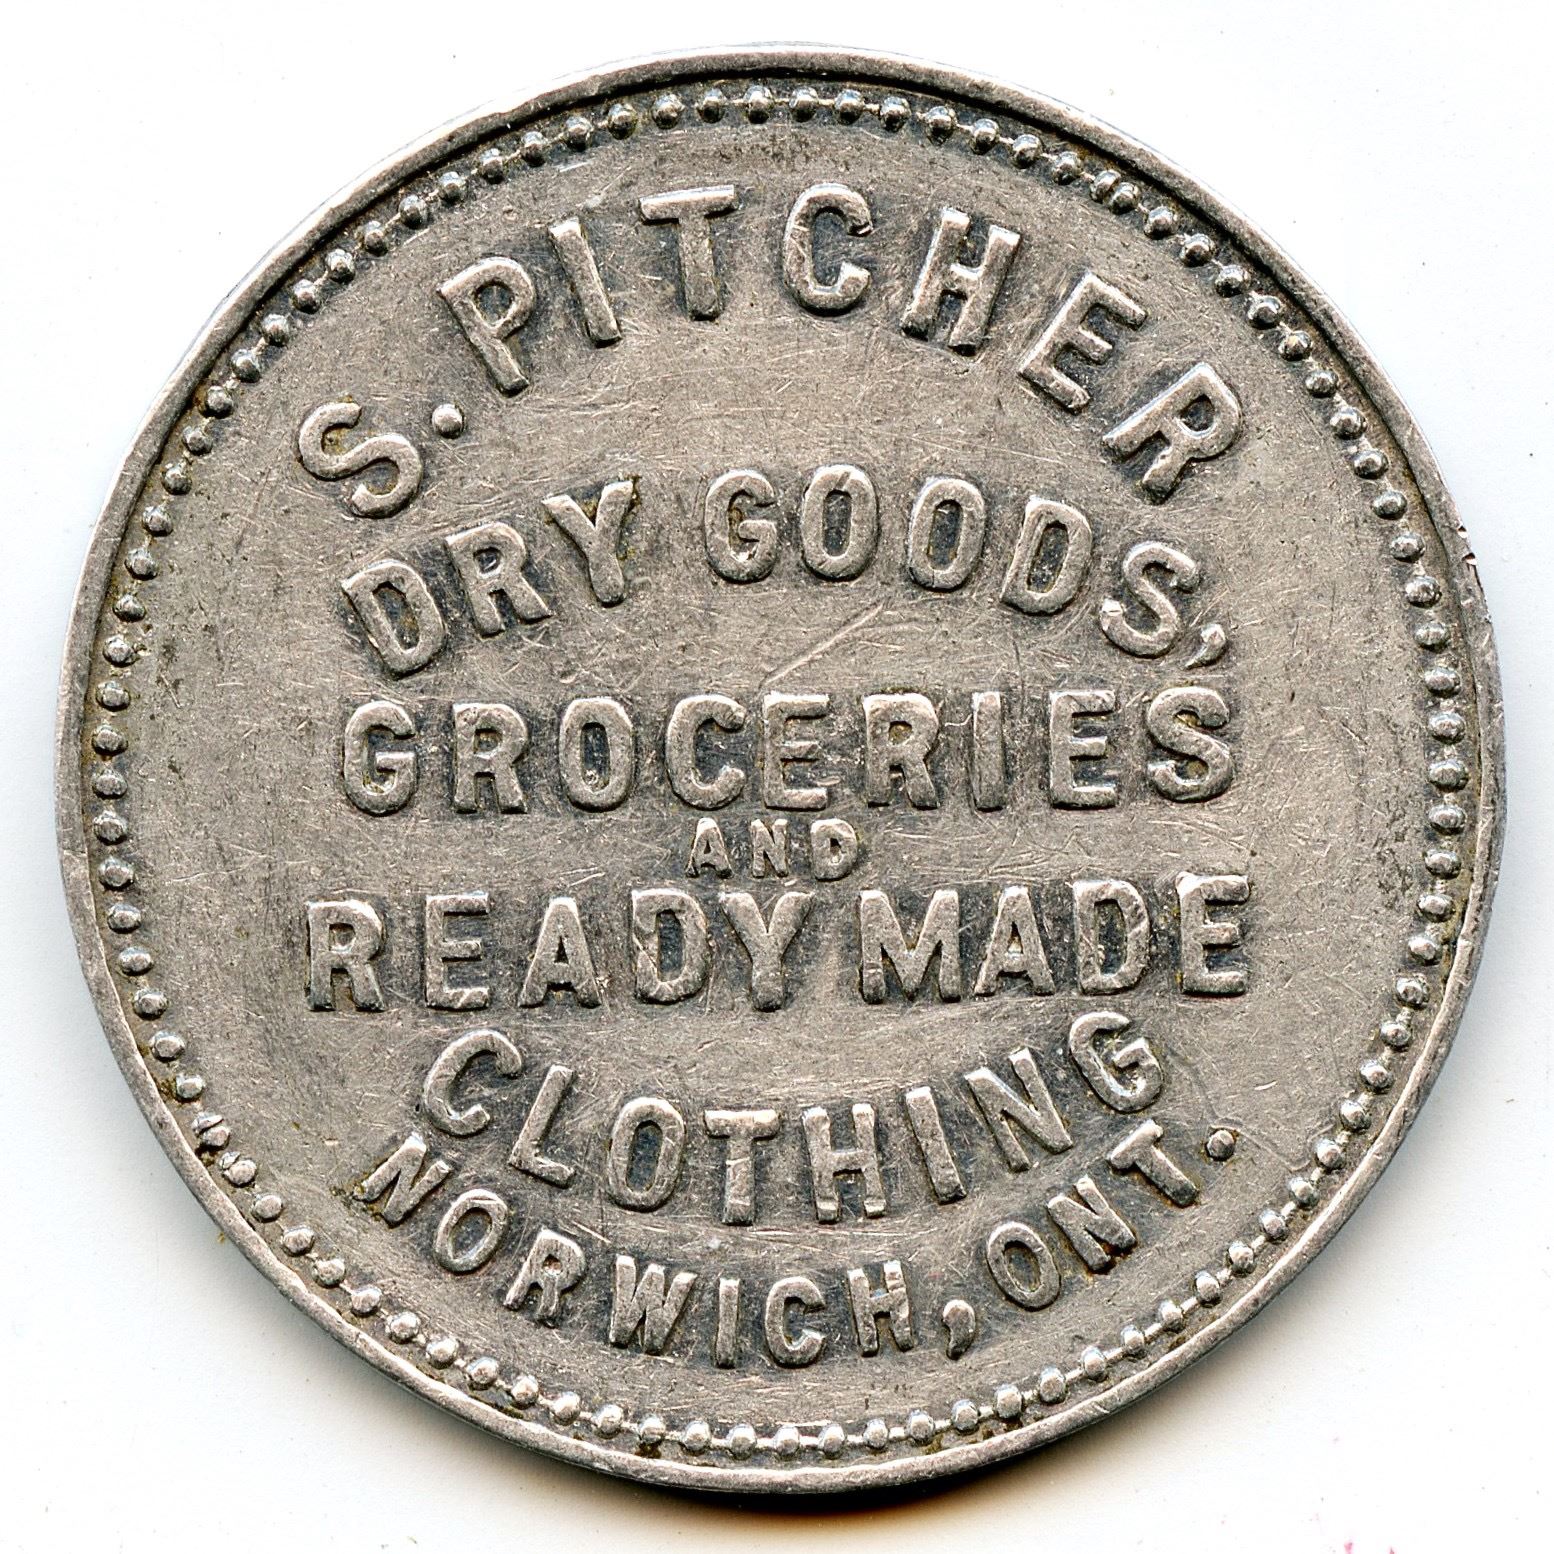 S. PITCHER
DRY GOODS,
GROCERIES
AND
READY MADE
CLOTHING
NORWICH, ONT.